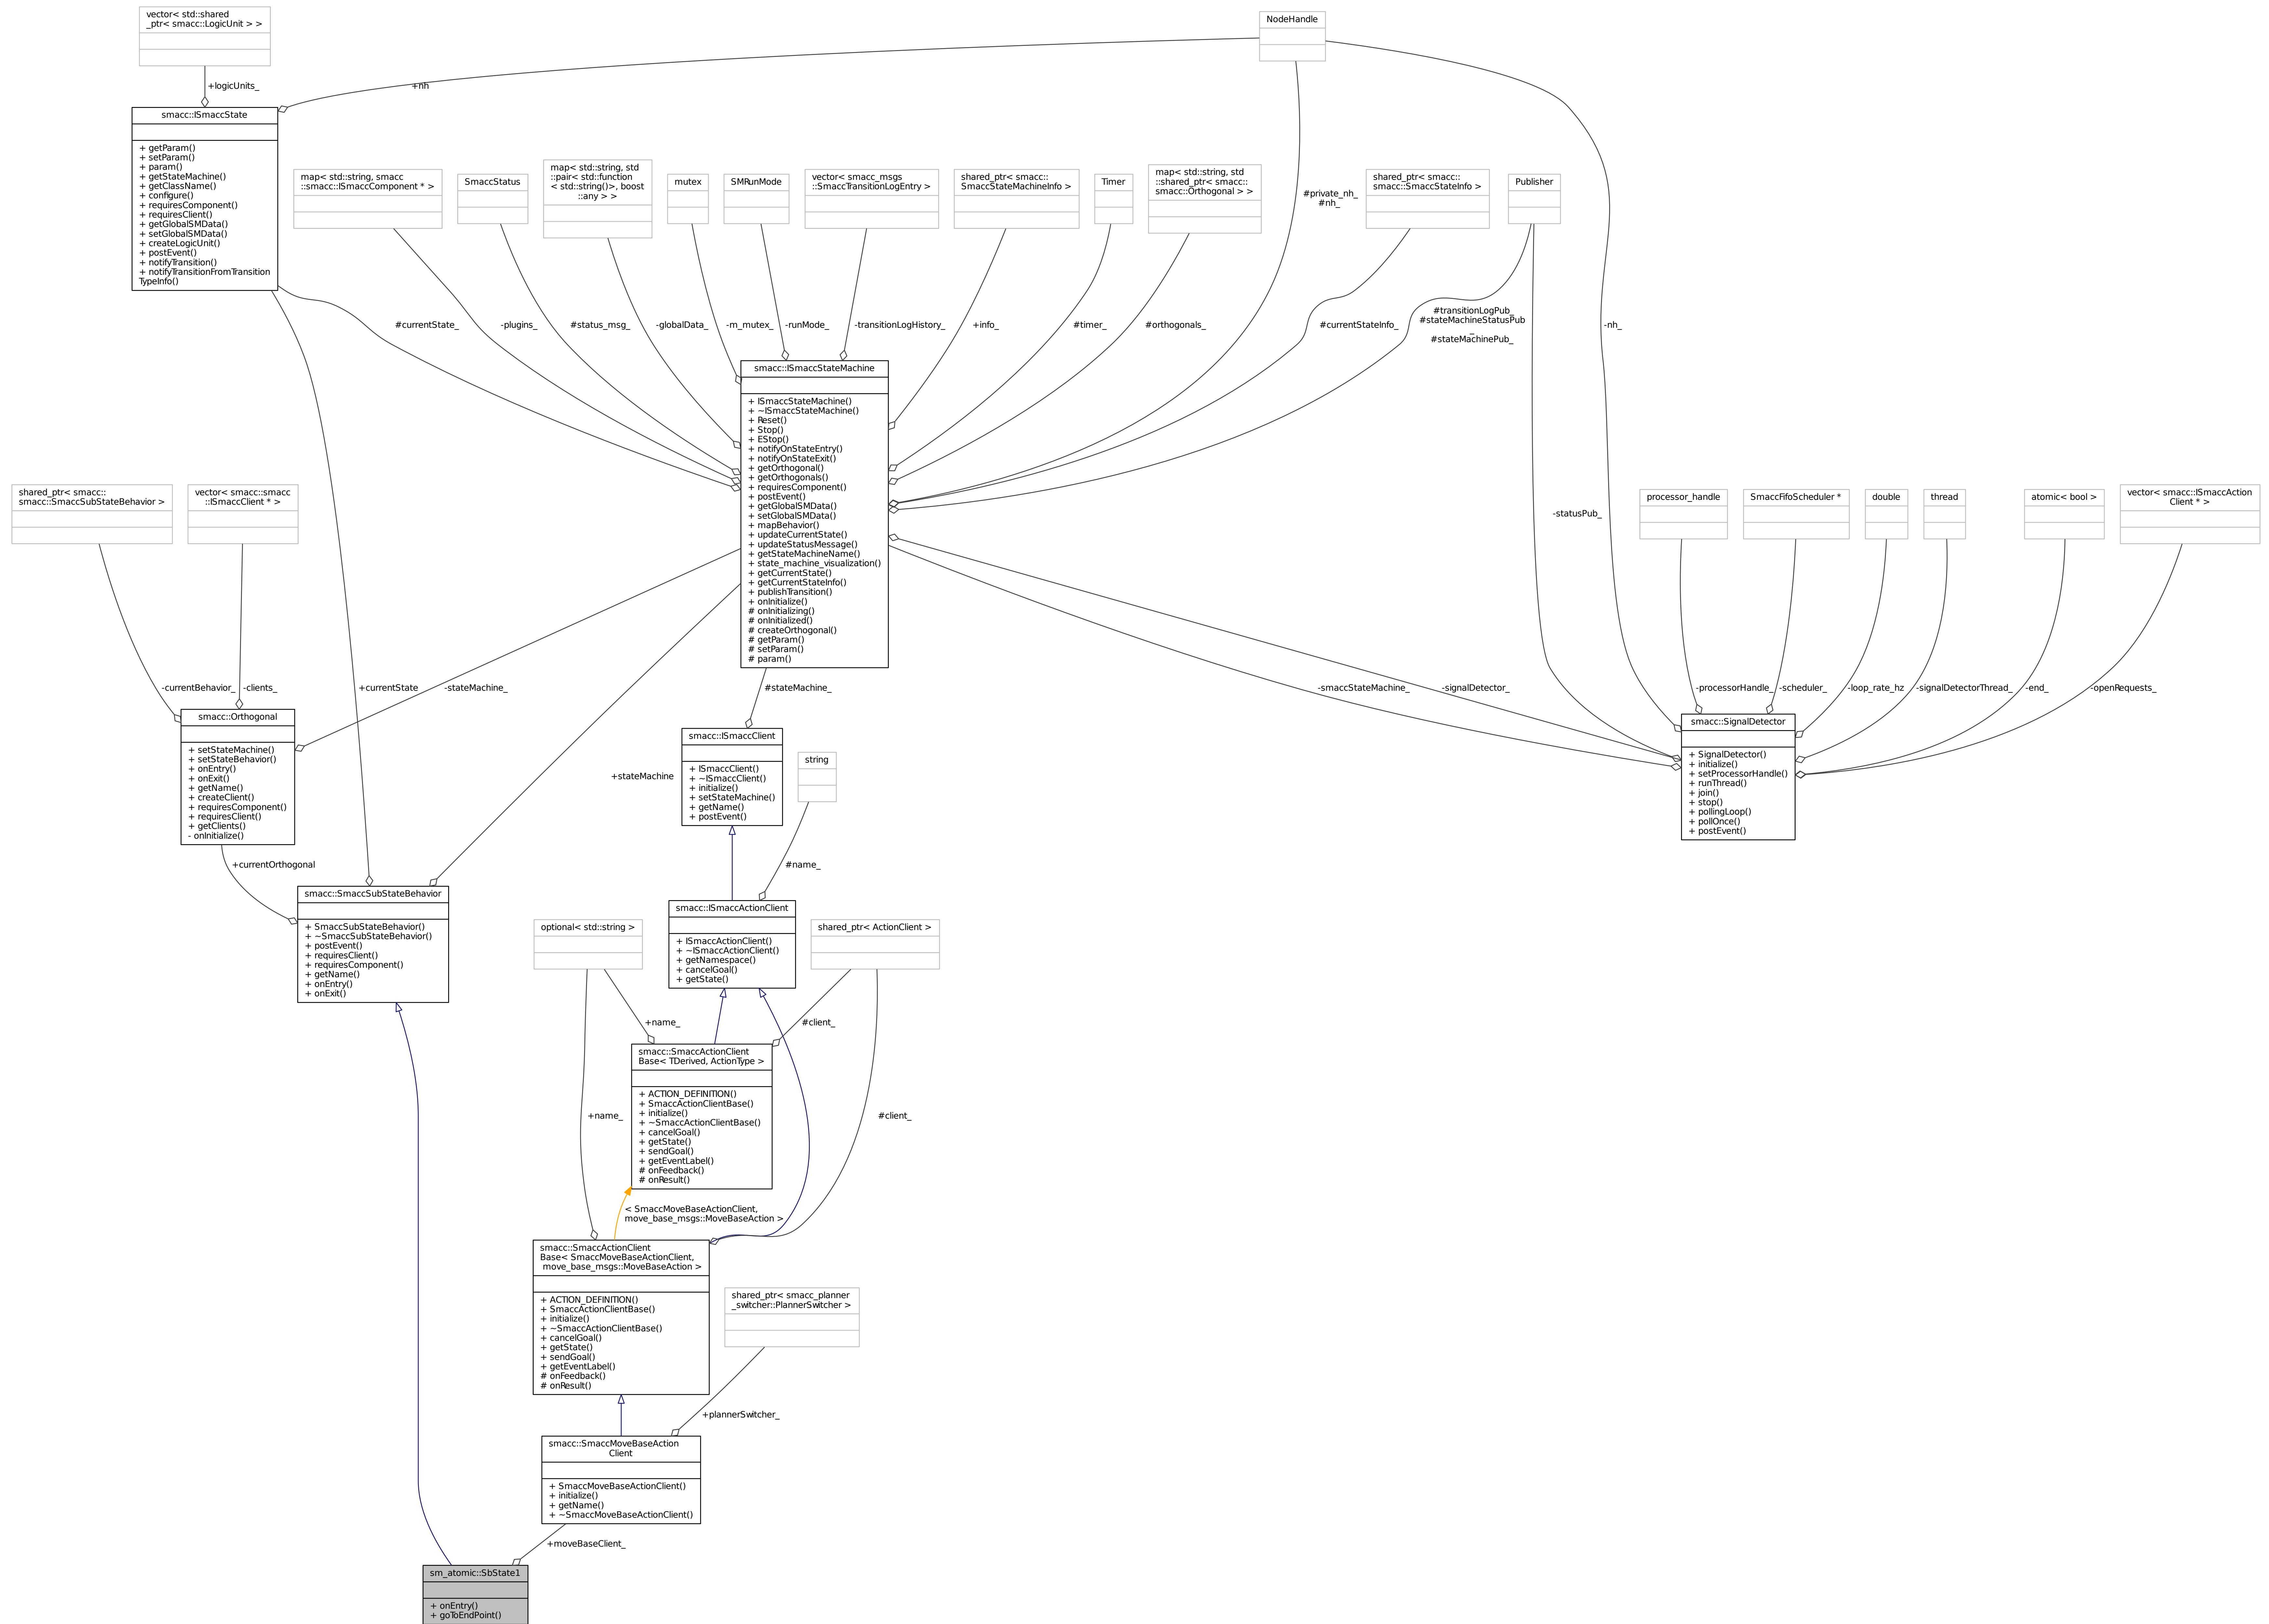 vector< std::shared
_ptr< smacc::LogicUnit > >
NodeHandle
+logicUnits_
+nh
smacc::ISmaccState
+ getParam()
+ setParam()
+ param()
+ getStateMachine()
+ getClassName()
+ configure()
+ requiresComponent()
+ requiresClient()
+ getGlobalSMData()
+ setGlobalSMData()
+ createLogicUnit()
+ postEvent()
+ notifyTransition()
+ notifyTransitionFromTransition
TypeInfo()
map< std::string, smacc
::smacc::ISmaccComponent * >
SmaccStatus
map< std::string, std
::pair< std::function
< std::string()>, boost
::any > >
mutex
SMRunMode
vector< smacc_msgs
::SmaccTransitionLogEntry >
shared_ptr< smacc::
SmaccStateMachineInfo >
Timer
map< std::string, std
::shared_ptr< smacc::
smacc::Orthogonal > >
#private_nh_
#nh_
shared_ptr< smacc::
smacc::SmaccStateInfo >
Publisher
#currentState_
-plugins_
#status_msg_
-globalData_
-m_mutex_
-runMode_
-transitionLogHistory_
+info_
#timer_
#orthogonals_
#currentStateInfo_
#transitionLogPub_
#stateMachineStatusPub
_
#stateMachinePub_
-nh_
smacc::ISmaccStateMachine
+ ISmaccStateMachine()
+ ~ISmaccStateMachine()
+ Reset()
+ Stop()
+ EStop()
+ notifyOnStateEntry()
+ notifyOnStateExit()
+ getOrthogonal()
+ getOrthogonals()
+ requiresComponent()
+ postEvent()
+ getGlobalSMData()
+ setGlobalSMData()
+ mapBehavior()
+ updateCurrentState()
+ updateStatusMessage()
+ getStateMachineName()
+ state_machine_visualization()
+ getCurrentState()
+ getCurrentStateInfo()
+ publishTransition()
+ onInitialize()
# onInitializing()
# onInitialized()
# createOrthogonal()
# getParam()
# setParam()
# param()
shared_ptr< smacc::
smacc::SmaccSubStateBehavior >
vector< smacc::smacc
::ISmaccClient * >
-statusPub_
processor_handle
SmaccFifoScheduler *
double
thread
atomic< bool >
vector< smacc::ISmaccAction
Client * >
-currentBehavior_
-clients_
+currentState
-stateMachine_
#stateMachine_
-smaccStateMachine_
-signalDetector_
-processorHandle_
-scheduler_
-loop_rate_hz
-signalDetectorThread_
-end_
-openRequests_
smacc::Orthogonal
+ setStateMachine()
+ setStateBehavior()
+ onEntry()
+ onExit()
+ getName()
+ createClient()
+ requiresComponent()
+ requiresClient()
+ getClients()
- onInitialize()
smacc::SignalDetector
+ SignalDetector()
+ initialize()
+ setProcessorHandle()
+ runThread()
+ join()
+ stop()
+ pollingLoop()
+ pollOnce()
+ postEvent()
+stateMachine
smacc::ISmaccClient
+ ISmaccClient()
+ ~ISmaccClient()
+ initialize()
+ setStateMachine()
+ getName()
+ postEvent()
string
+currentOrthogonal
#name_
smacc::SmaccSubStateBehavior
+ SmaccSubStateBehavior()
+ ~SmaccSubStateBehavior()
+ postEvent()
+ requiresClient()
+ requiresComponent()
+ getName()
+ onEntry()
+ onExit()
optional< std::string >
smacc::ISmaccActionClient
+ ISmaccActionClient()
+ ~ISmaccActionClient()
+ getNamespace()
+ cancelGoal()
+ getState()
shared_ptr< ActionClient >
+name_
#client_
smacc::SmaccActionClient
Base< TDerived, ActionType >
+ ACTION_DEFINITION()
+ SmaccActionClientBase()
+ initialize()
+ ~SmaccActionClientBase()
+ cancelGoal()
+ getState()
+ sendGoal()
+ getEventLabel()
# onFeedback()
# onResult()
+name_
#client_
< SmaccMoveBaseActionClient,
move_base_msgs::MoveBaseAction >
smacc::SmaccActionClient
Base< SmaccMoveBaseActionClient,
move_base_msgs::MoveBaseAction >
+ ACTION_DEFINITION()
+ SmaccActionClientBase()
+ initialize()
+ ~SmaccActionClientBase()
+ cancelGoal()
+ getState()
+ sendGoal()
+ getEventLabel()
# onFeedback()
# onResult()
shared_ptr< smacc_planner
_switcher::PlannerSwitcher >
+plannerSwitcher_
smacc::SmaccMoveBaseAction
Client
+ SmaccMoveBaseActionClient()
+ initialize()
+ getName()
+ ~SmaccMoveBaseActionClient()
+moveBaseClient_
sm_atomic::SbState1
+ onEntry()
+ goToEndPoint()